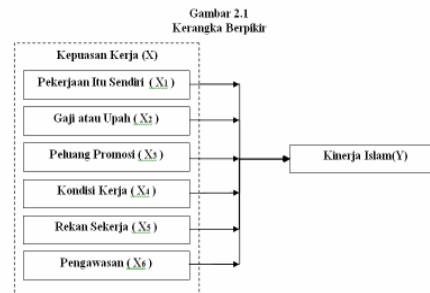 Gambar 2.1
Kerangka Berpikir
Kepuasan Kerja (X)
Pekerjaan Itu Sendiri (X1)
Gaji atau Upah (X2)
Peluang Promosi (X3)
Kondisi Kerja (X4)
Rekan Sekerja (X5)
Pengawasan (X6)
Kinerja Islam(Y)